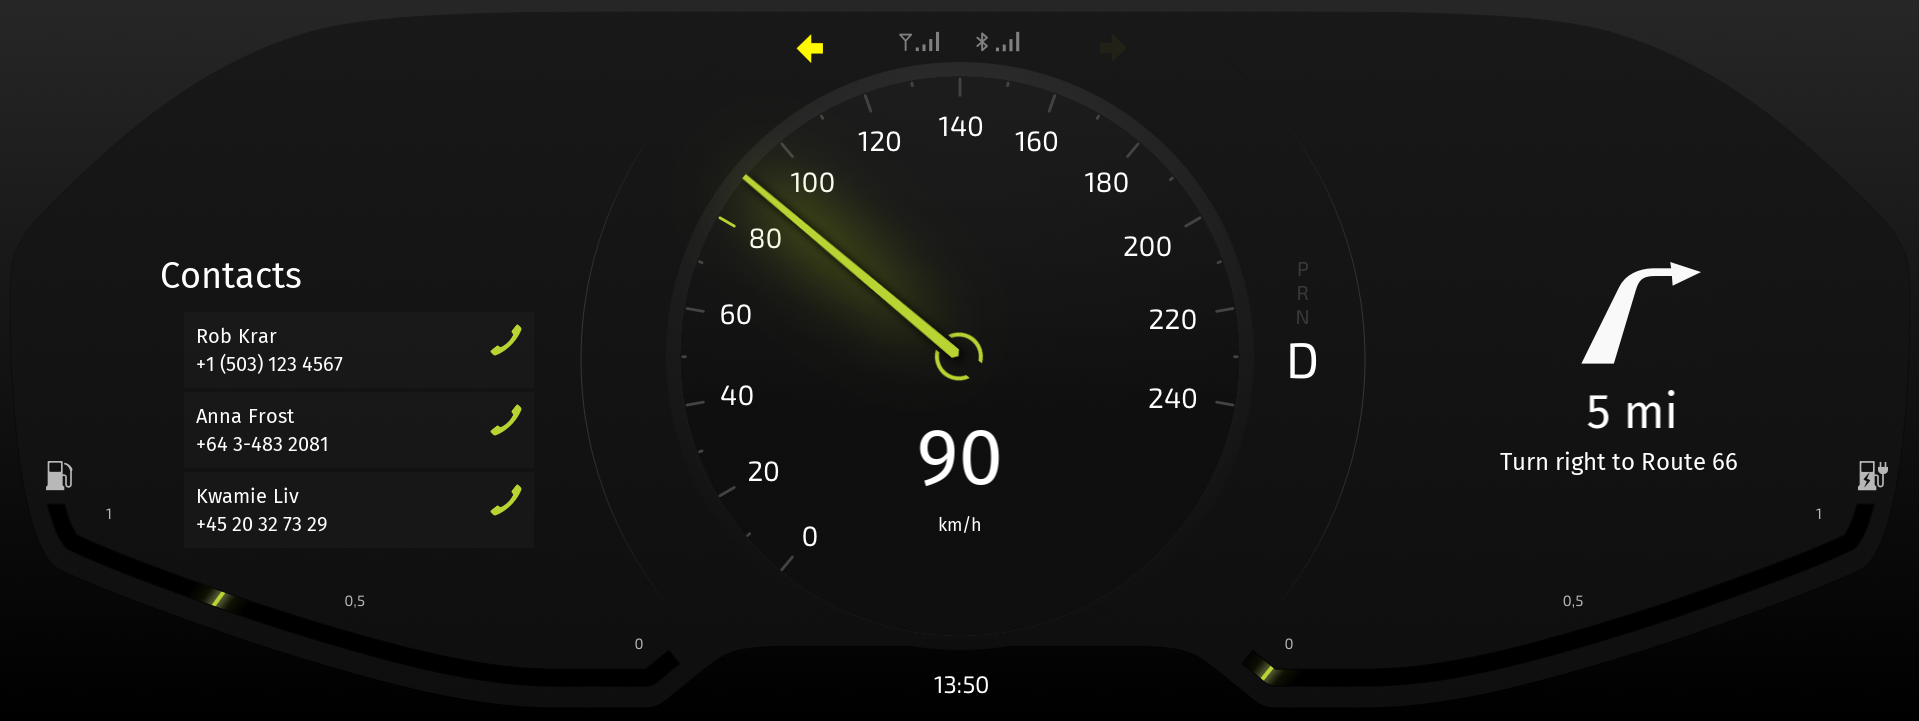 Contacts
Rob Krar
+1 (503) 123 4567
Anna Frost
+64 3-483 2081
Kwamie Liv
+45 20 32 73 29
1
0,5
0
0
20
40
60
80
100
120
140
160
180
200
220
240
90
km/h
13:50
P
R
N
D
5 mi
Turn right to Route 66
1
0,5
0